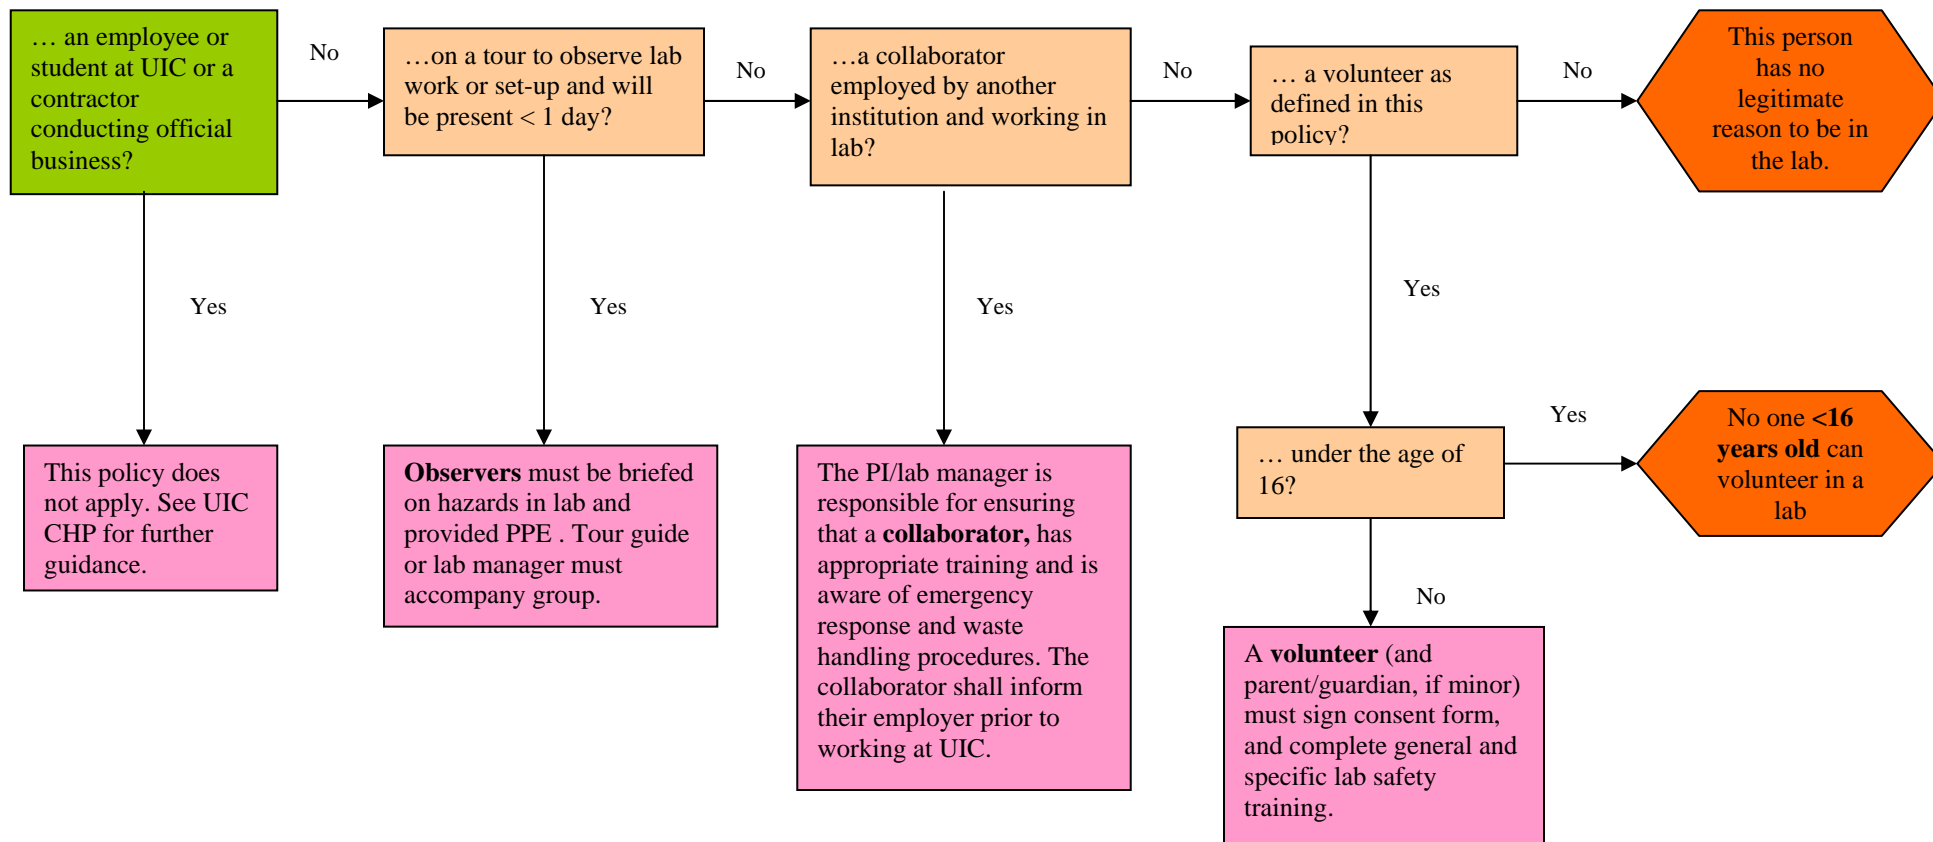 … an employee or
student at UIC or a
contractor
conducting official
business?
No
…on a tour to observe lab
work or set-up and will
be present < 1 day?
No
…a collaborator
employed by another
institution and working in
lab?
No
… a volunteer as
defined in this
policy?
No
This person
has no
legitimate
reason to be in
the lab.
Yes
Yes
Yes
Yes
This policy does
not apply. See UIC
CHP for further
guidance.
Observers must be briefed
on hazards in lab and
provided PPE . Tour guide
or lab manager must
accompany group.
The PI/lab manager is
responsible for ensuring
that a collaborator, has
appropriate training and is
aware of emergency
response and waste
handling procedures. The
collaborator shall inform
their employer prior to
working at UIC.
… under the age of
16?
Yes
No one <16
years old can
volunteer in a
lab
No
A volunteer (and
parent/guardian, if minor)
must sign consent form,
and complete general and
specific lab safety
training.